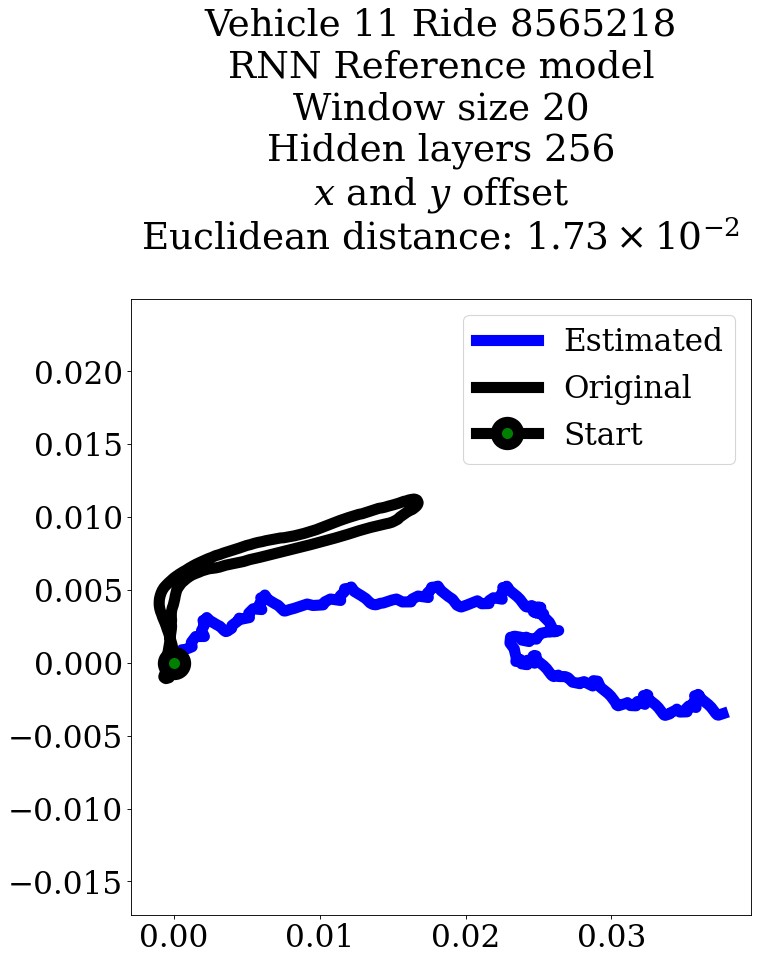 Vehicle 11 Ride 8565218
RNN Reference model
Window size 20
Hidden layers 256
x and y offset
Euclidean distance: 1.73 × 10⁻²
Estimated
Original
Start
0.020
0.015
0.010
0.005
0.000
−0.005
−0.010
−0.015
0.00 0.01 0.02 0.03